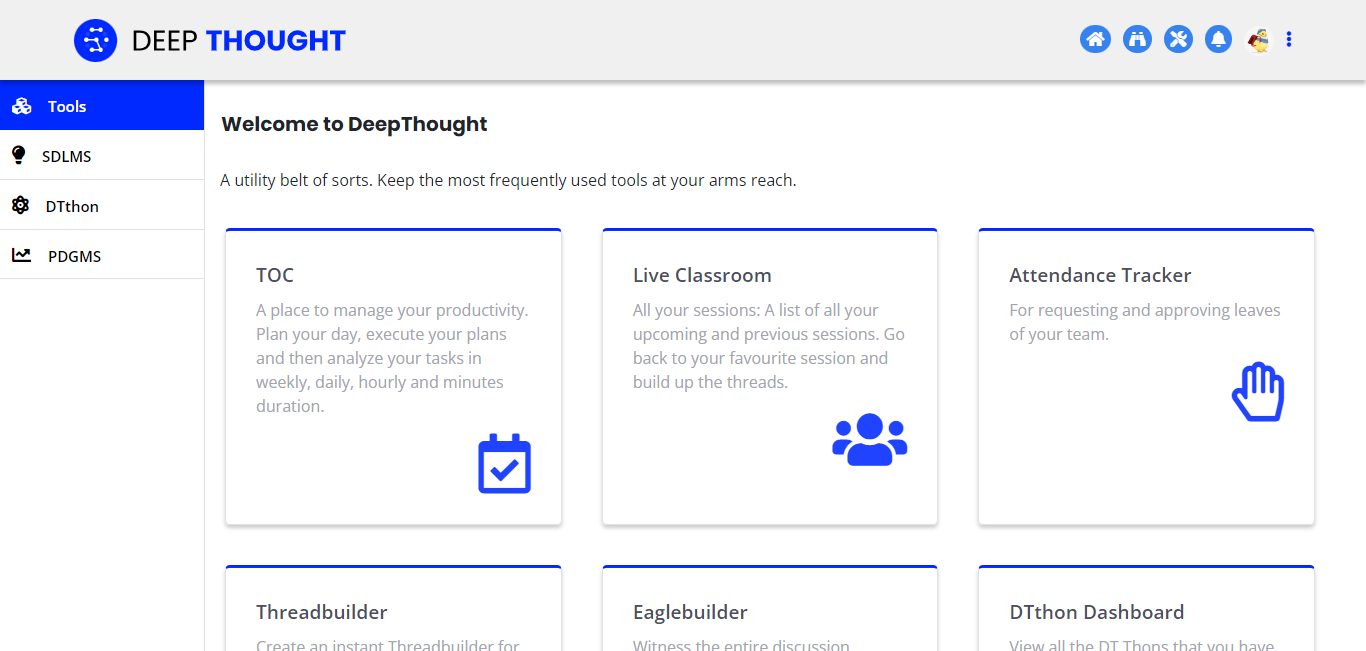 DEEP THOUGHT
Tools
SDLMS
DTthon
PDGMS
Welcome to DeepThought
A utility belt of sorts. Keep the most frequently used tools at your arms reach.
TOC
A place to manage your productivity.
Plan your day, execute your plans
and then analyze your tasks in
weekly, daily, hourly and minutes
duration.
Live Classroom
All your sessions: A list of all your
upcoming and previous sessions. Go
back to your favourite session and
build up the threads.
Attendance Tracker
For requesting and approving leaves
of your team.
Threadbuilder
Create an instant Threadbuilder for
Eaglebuilder
Witness the entire discussion
DTthon Dashboard
View all the DT Thons that you have